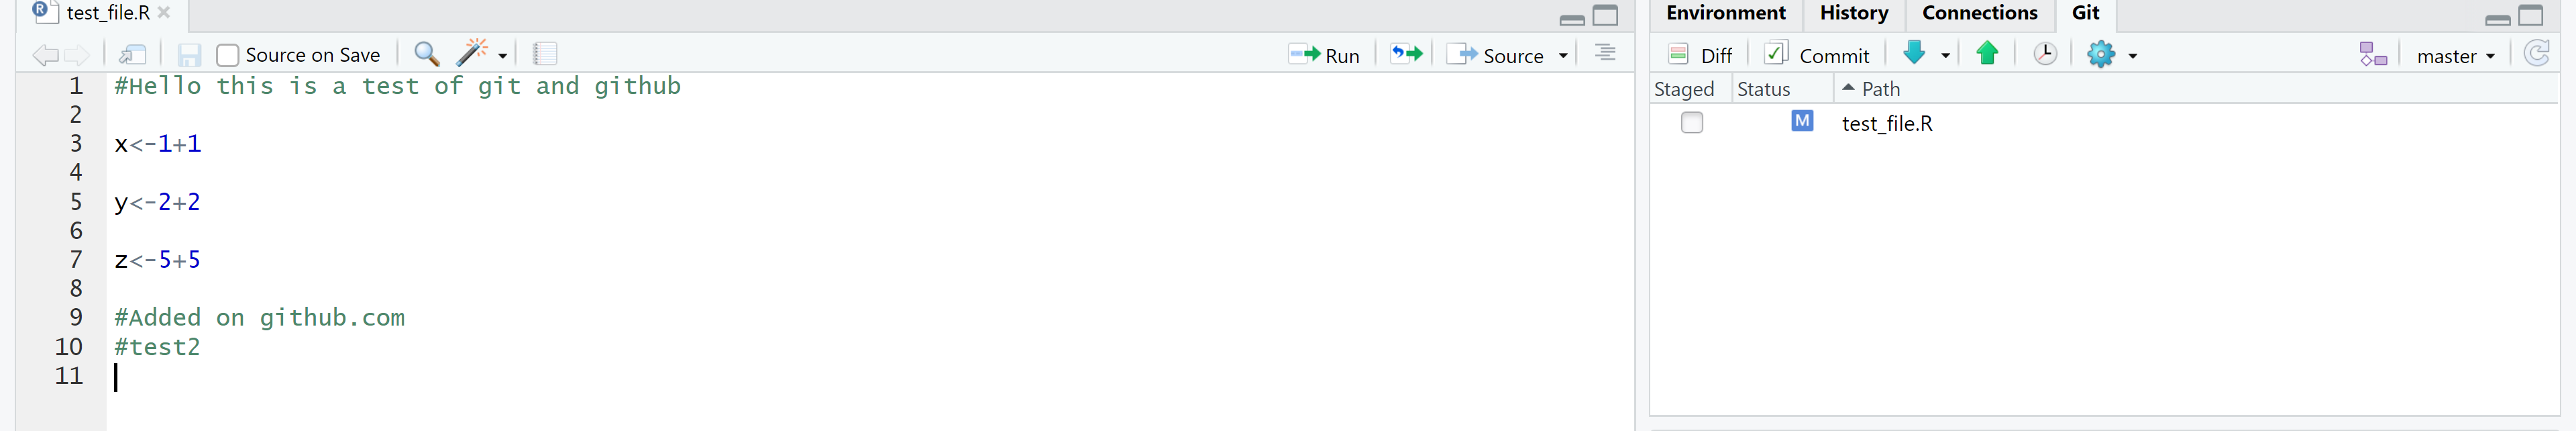 test_file.R
Source on Save
Run
Source
1 #Hello this is a test of git and github
2
3 x<-1+1
4
5 y<-2+2
6
7 z<-5+5
8
9 #Added on github.com
10 #test2
11
Environment History Connections Git
Diff Commit master
Staged Status Path
M test_file.R